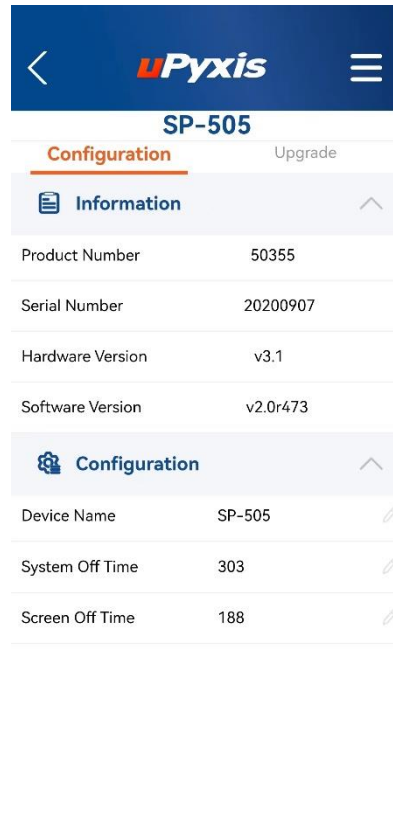 uPyxis
SP-505
Configuration Upgrade
Information
Product Number 50355
Serial Number 20200907
Hardware Version v3.1
Software Version v2.0r473
Configuration
Device Name SP-505
System Off Time 303
Screen Off Time 188